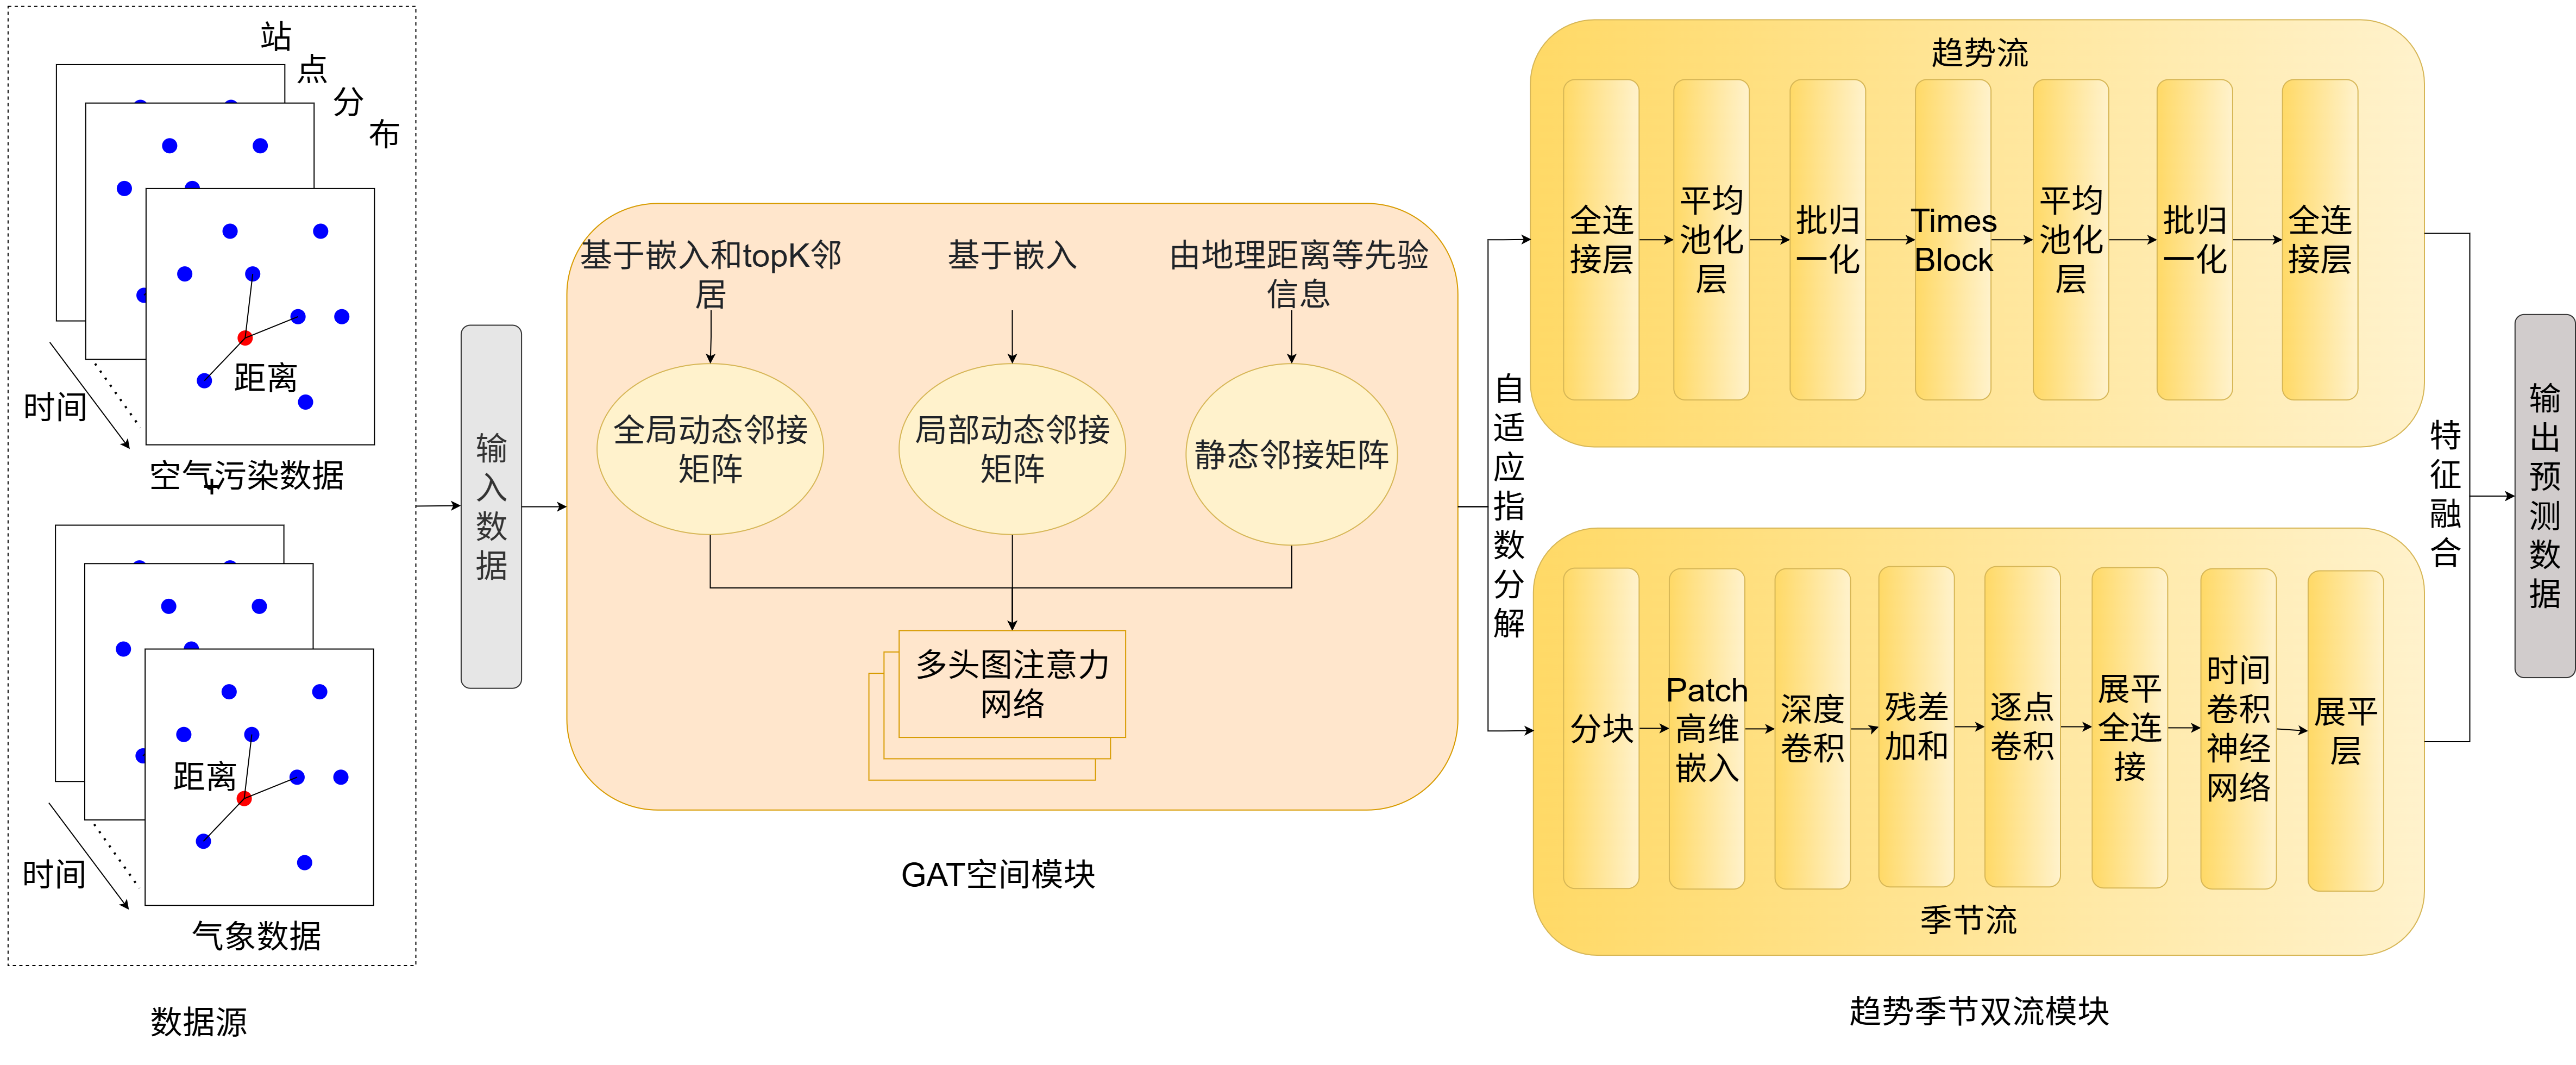 站
点
分
布
距离
时间
空气污染数据
+
距离
时间
气象数据
数据源
输
入
数
据
基于嵌入和topK邻
居
基于嵌入
由地理距离等先验
信息
全局动态邻接
矩阵
局部动态邻接
矩阵
静态邻接矩阵
多头图注意力
网络
GAT空间模块
自
适
应
指
数
分
解
趋势流
全连
接层
平均
池化
层
批归
一化
Times
Block
平均
池化
层
批归
一化
全连
接层
分块
Patch
高维
嵌入
深度
卷积
残差
加和
逐点
卷积
展平
全连
接
时间
卷积
神经
网络
展平
层
季节流
趋势季节双流模块
特
征
融
合
输
出
预
测
数
据